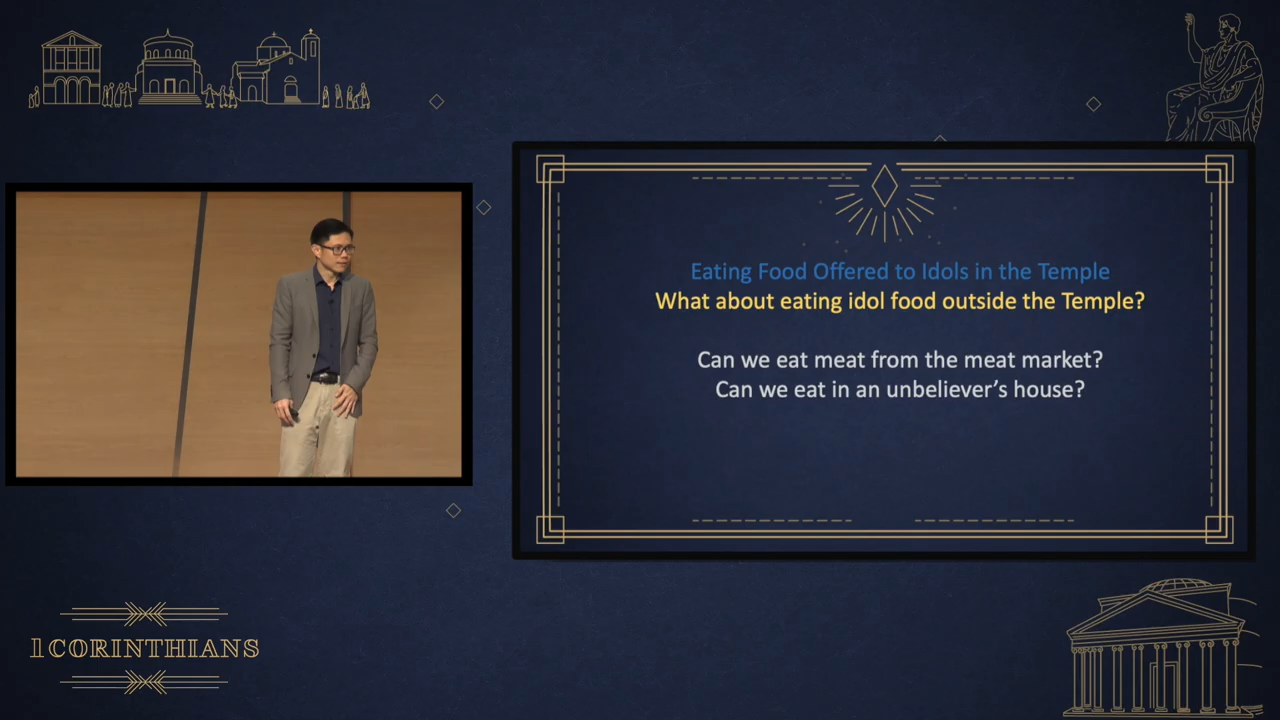 Eating Food Offered to Idols in the Temple
What about eating idol food outside the Temple?
Can we eat meat from the meat market?
Can we eat in an unbeliever’s house?
1CORINTHIANS